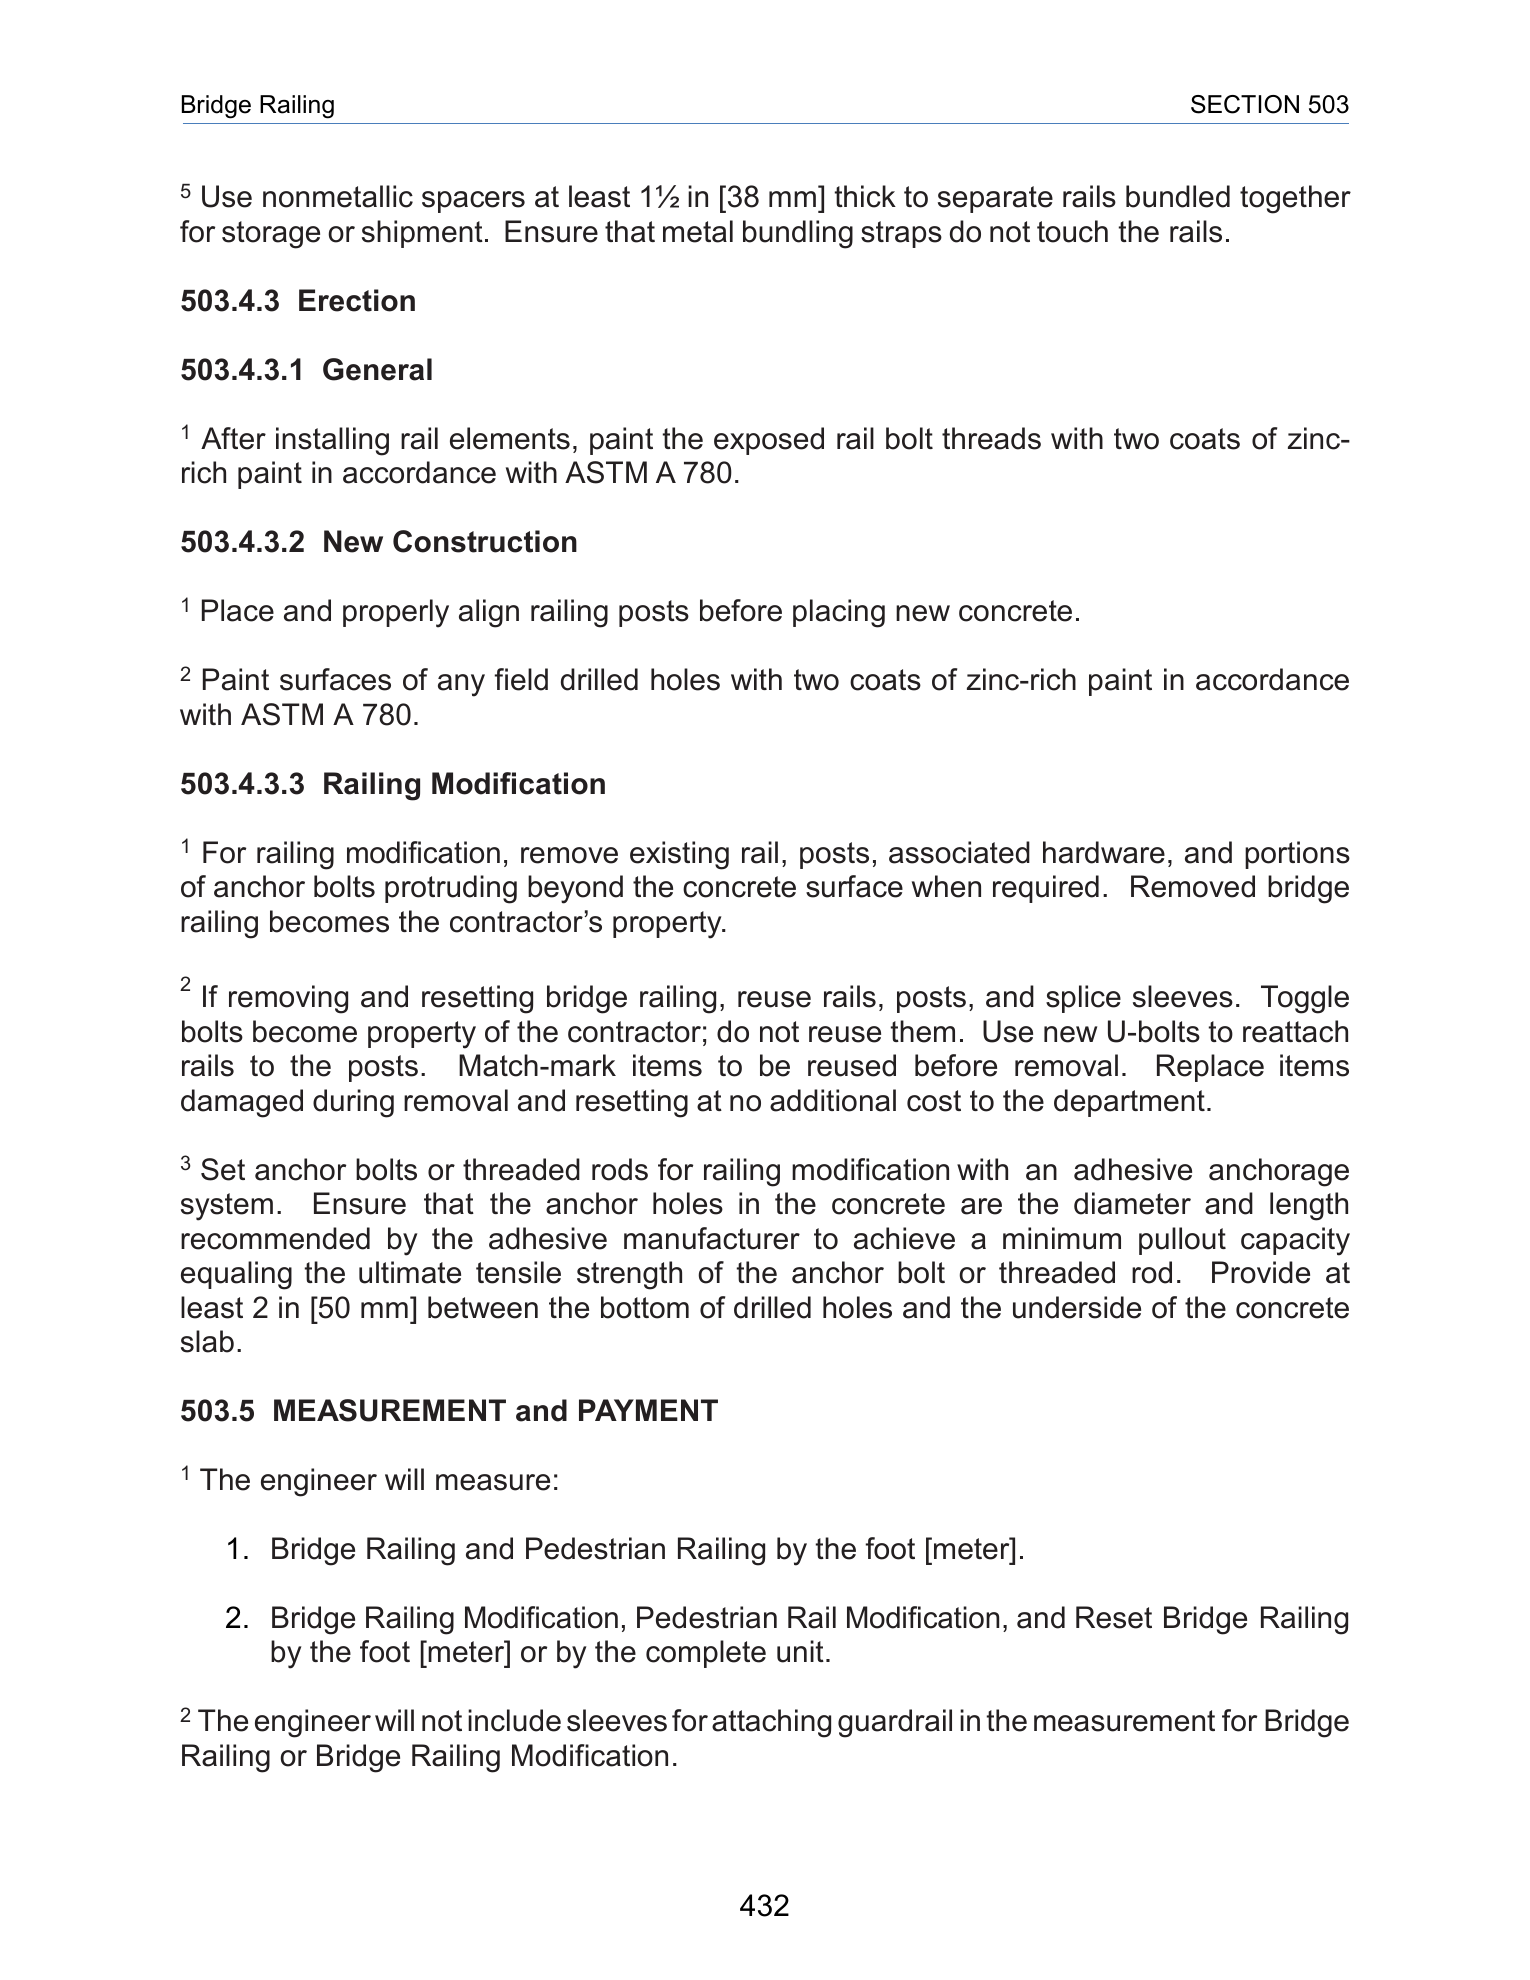 Bridge Railing SECTION 503
5 Use nonmetallic spacers at least 1½ in [38 mm] thick to separate rails bundled together
for storage or shipment. Ensure that metal bundling straps do not touch the rails.
503.4.3 Erection
503.4.3.1 General
1 After installing rail elements, paint the exposed rail bolt threads with two coats of zinc-
rich paint in accordance with ASTM A 780.
503.4.3.2 New Construction
1 Place and properly align railing posts before placing new concrete.
2 Paint surfaces of any field drilled holes with two coats of zinc-rich paint in accordance
with ASTM A 780.
503.4.3.3 Railing Modification
1 For railing modification, remove existing rail, posts, associated hardware, and portions
of anchor bolts protruding beyond the concrete surface when required. Removed bridge
railing becomes the contractor’s property.
2 If removing and resetting bridge railing, reuse rails, posts, and splice sleeves. Toggle
bolts become property of the contractor; do not reuse them. Use new U-bolts to reattach
rails to the posts. Match-mark items to be reused before removal. Replace items
damaged during removal and resetting at no additional cost to the department.
3 Set anchor bolts or threaded rods for railing modification with an adhesive anchorage
system. Ensure that the anchor holes in the concrete are the diameter and length
recommended by the adhesive manufacturer to achieve a minimum pullout capacity
equaling the ultimate tensile strength of the anchor bolt or threaded rod. Provide at
least 2 in [50 mm] between the bottom of drilled holes and the underside of the concrete
slab.
503.5 MEASUREMENT and PAYMENT
1 The engineer will measure:
1. Bridge Railing and Pedestrian Railing by the foot [meter].
2. Bridge Railing Modification, Pedestrian Rail Modification, and Reset Bridge Railing
by the foot [meter] or by the complete unit.
2 The engineer will not include sleeves for attaching guardrail in the measurement for Bridge
Railing or Bridge Railing Modification.
432